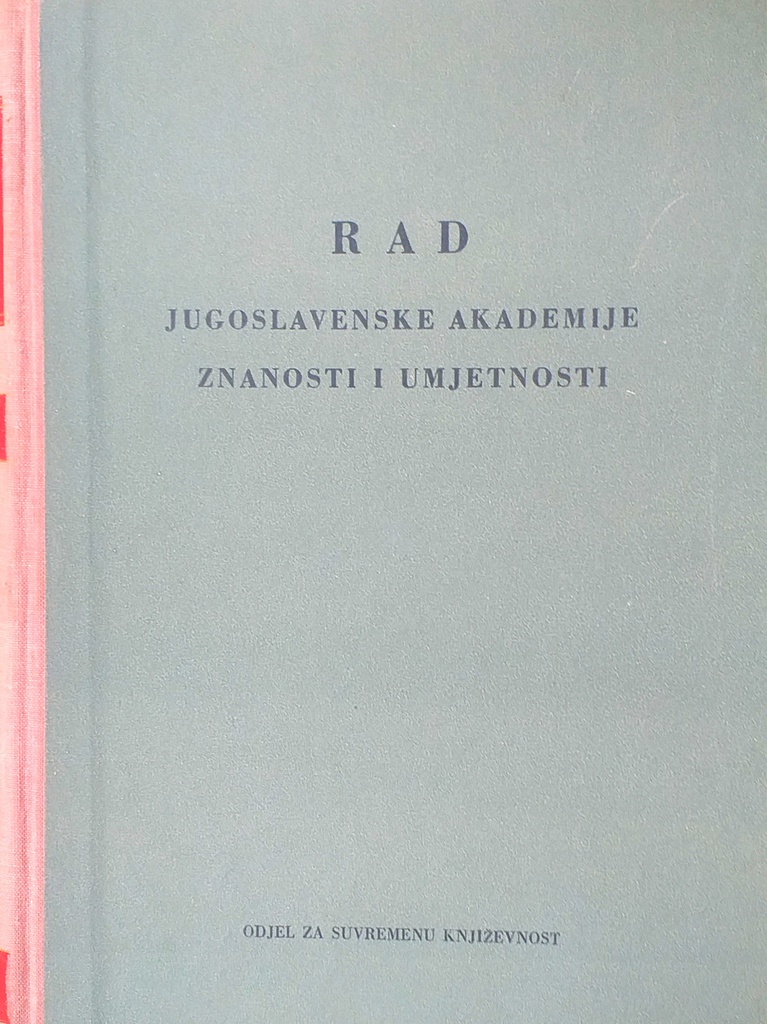 RAD
JUGOSLAVENSKE AKADEMIJE
ZNANOSTI I UMJETNOSTI
ODJEL ZA SUVREMENU KNJIŽEVNOST